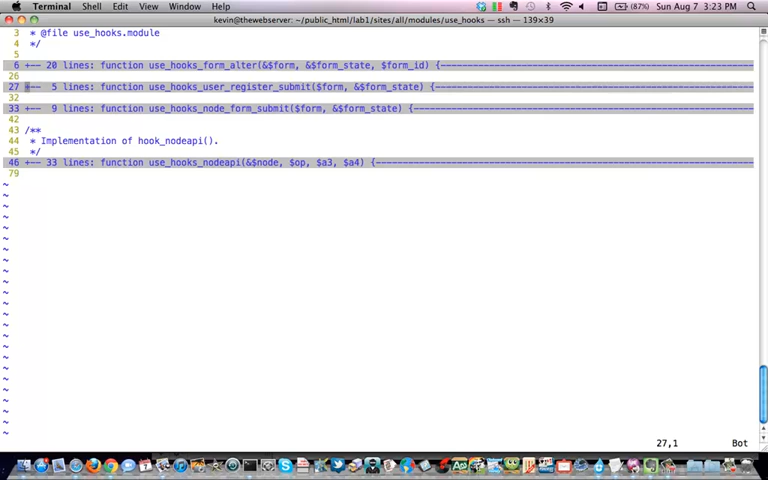 Terminal Shell Edit View Window Help (87%) Sun Aug 7 3:23 PM
kevin@thewebserver: ~/public_html/lab1/sites/all/modules/use_hooks — ssh — 139×39
3 * @file use_hooks.module
4 */
6 +-- 20 lines: function use_hooks_form_alter(&$form, &$form_state, $form_id) {
26
27 +-- 5 lines: function use_hooks_user_register_submit($form, &$form_state) {
32
33 +-- 9 lines: function use_hooks_node_form_submit($form, &$form_state) {
42
43 /**
44 * Implementation of hook_nodeapi().
45 */
46 +-- 33 lines: function use_hooks_nodeapi(&$node, $op, $a3, $a4) {
79
27,1 Bot